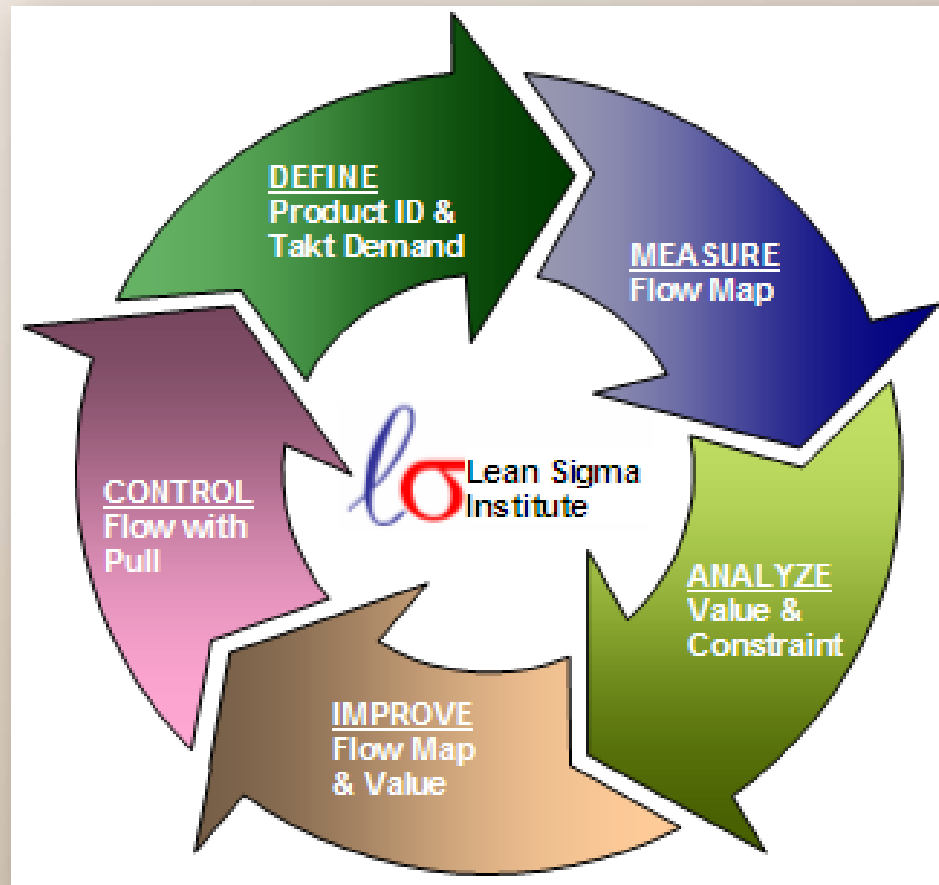 DEFINE
Product ID &
Takt Demand
MEASURE
Flow Map
ANALYZE
Value &
Constraint
IMPROVE
Flow Map
& Value
CONTROL
Flow with
Pull
lσ Lean Sigma
Institute